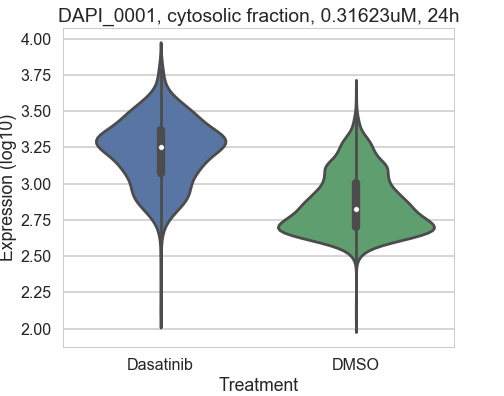 DAPI_0001, cytosolic fraction, 0.31623uM, 24h
Expression (log10)
4.00
3.75
3.50
3.25
3.00
2.75
2.50
2.25
2.00
Dasatinib DMSO
Treatment